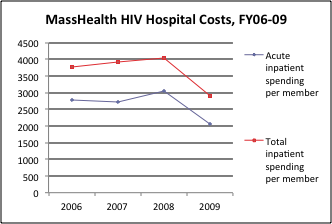 MassHealth HIV Hospital Costs, FY06-09
4500
4000
3500
3000
2500
2000
1500
1000
500
0
2006 2007 2008 2009
Acute
inpatient
spending
per member
Total
inpatient
spending
per member